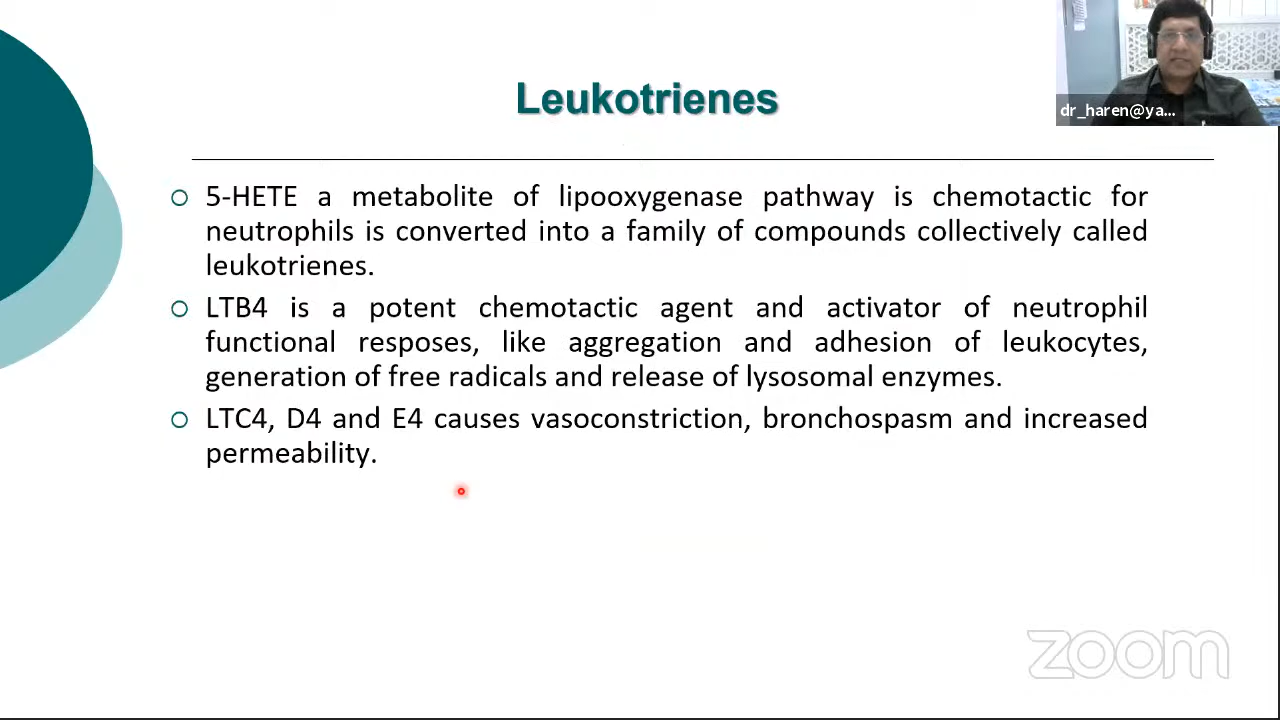 Leukotrienes
dr_haren@ya...
5-HETE a metabolite of lipooxygenase pathway is chemotactic for
neutrophils is converted into a family of compounds collectively called
leukotrienes.
LTB4 is a potent chemotactic agent and activator of neutrophil
functional resposes, like aggregation and adhesion of leukocytes,
generation of free radicals and release of lysosomal enzymes.
LTC4, D4 and E4 causes vasoconstriction, bronchospasm and increased
permeability.
zoom